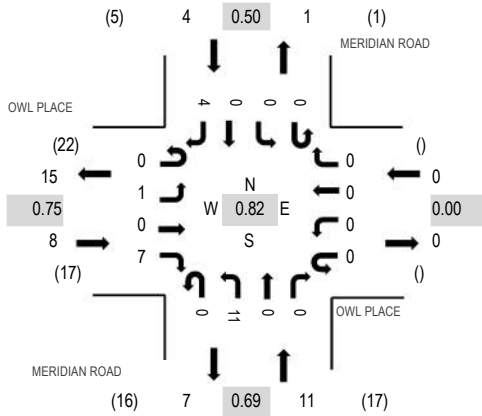 (5) 4 0.50 1 (1)
MERIDIAN ROAD
4 0 0 0
OWL PLACE
(22) 0 0 ()
15 0 0
1
N
0.75 W 0.82 E 0.00
0 0
S
8 7 0 0
(17) ()
0 11 0 0
OWL PLACE
MERIDIAN ROAD
(16) 7 0.69 11 (17)